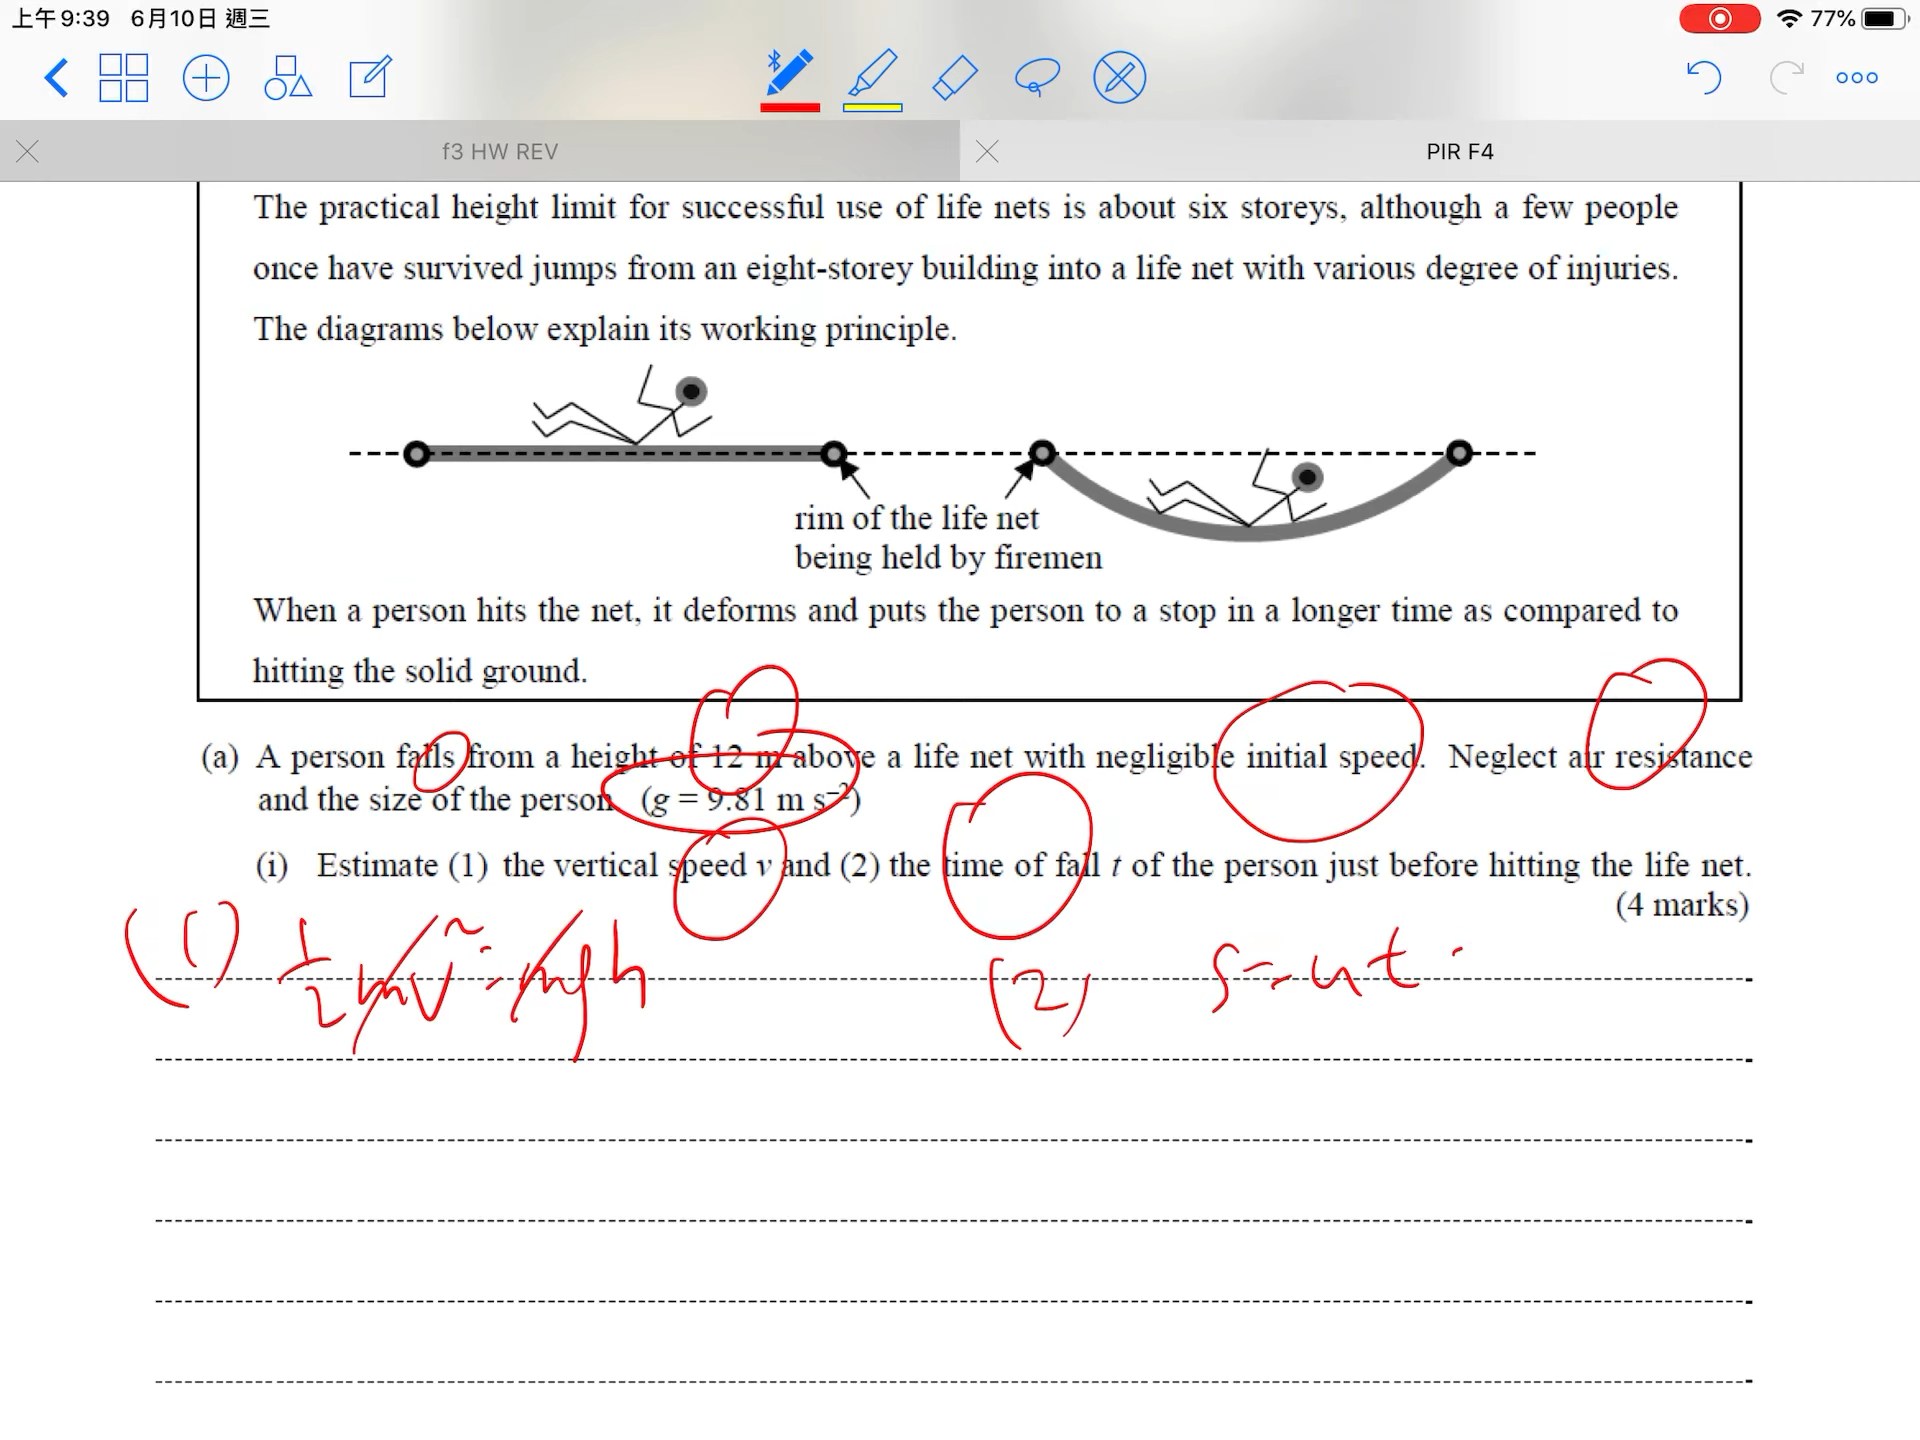 上午9:39 6月10日 週三
77%
f3 HW REV
PIR F4
The practical height limit for successful use of life nets is about six storeys, although a few people
once have survived jumps from an eight-storey building into a life net with various degree of injuries.
The diagrams below explain its working principle.
rim of the life net
being held by firemen
When a person hits the net, it deforms and puts the person to a stop in a longer time as compared to
hitting the solid ground.
(a) A person falls from a height of 12 m above a life net with negligible initial speed. Neglect air resistance
and the size of the person. (g = 9.81 m s⁻²)
(i) Estimate (1) the vertical speed v and (2) the time of fall t of the person just before hitting the life net.
(4 marks)
(1) ½mv² = mgh
(2) s = ut